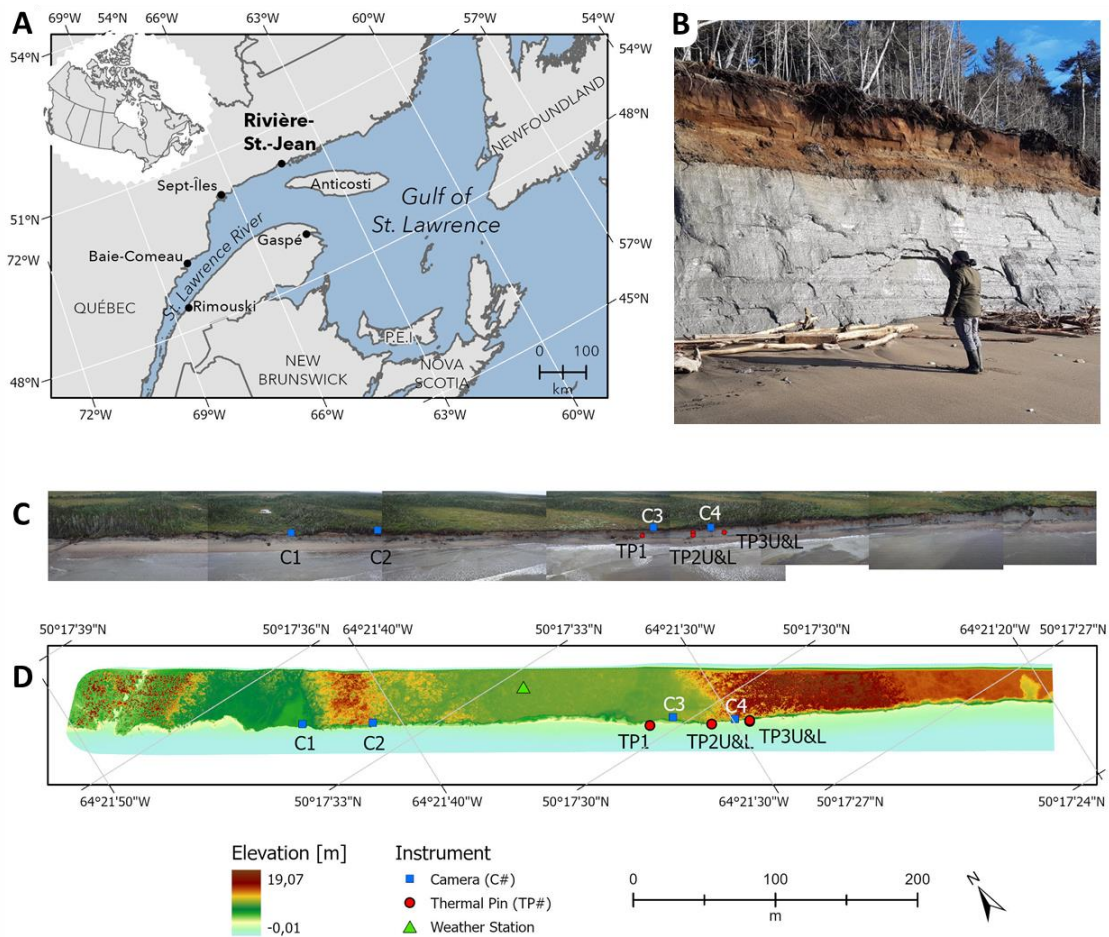 A
69°W 54°N 66°W 63°W 60°W 57°W 54°W
54°N
54°W
NEWFOUNDLAND
48°N
Rivière-
St.-Jean
Sept-Îles
Anticosti
Gulf of
St. Lawrence
51°N
St. Lawrence River
Gaspé
57°W
72°W
Baie-Comeau
45°N
QUÉBEC
Rimouski
P.E.I
0 100
km
NEW
BRUNSWICK
NOVA
SCOTIA
48°N
72°W 69°W 66°W 63°W 60°W
B
C
C1
C2
C3
C4
TP1
TP2U&L
TP3U&L
D
50°17'39"N 50°17'36"N 64°21'40"W 50°17'33"N 64°21'30"W 50°17'30"N 64°21'20"W 50°17'27"N
C1
C2
C3
C4
TP1
TP2U&L
TP3U&L
64°21'50"W 50°17'33"N 64°21'40"W 50°17'30"N 64°21'30"W 50°17'27"N 50°17'24"N
Elevation [m]
19,07
-0,01
Instrument
Camera (C#)
Thermal Pin (TP#)
Weather Station
0 100 200
m
N